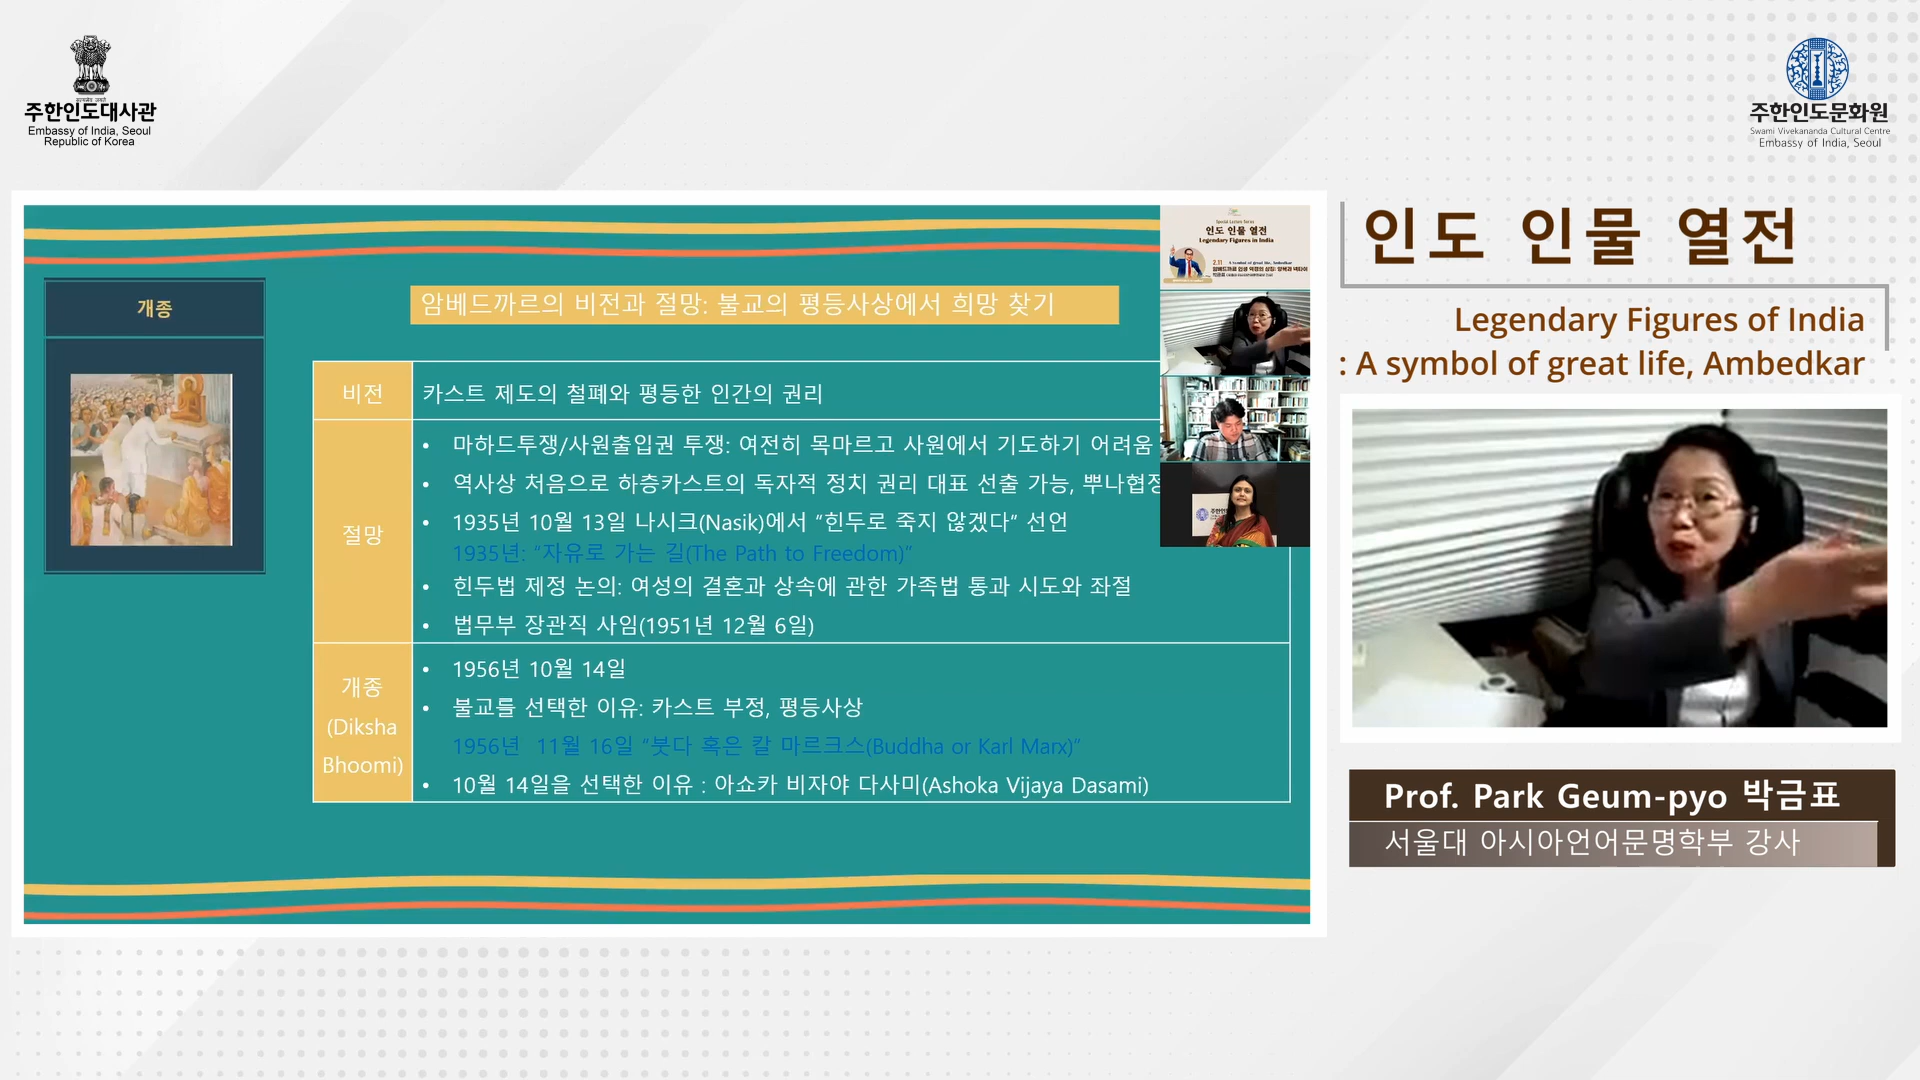 주한인도대사관
Embassy of India, Seoul
Republic of Korea
주한인도문화원
Swami Vivekananda Cultural Centre
Embassy of India, Seoul
인도 인물 열전
Legendary Figures of India
: A symbol of great life, Ambedkar
개종
암베드까르의 비전과 절망: 불교의 평등사상에서 희망 찾기
비전
카스트 제도의 철폐와 평등한 인간의 권리
절망
• 마하드투쟁/사원출입권 투쟁: 여전히 목마르고 사원에서 기도하기 어려움
• 역사상 처음으로 하층카스트의 독자적 정치 권리 대표 선출 가능, 뿌나협정
• 1935년 10월 13일 나시크(Nasik)에서 “힌두로 죽지 않겠다“ 선언
1935년: “자유로 가는 길(The Path to Freedom)”
• 힌두법 제정 논의: 여성의 결혼과 상속에 관한 가족법 통과 시도와 좌절
• 법무부 장관직 사임(1951년 12월 6일)
개종
(Diksha
Bhoomi)
• 1956년 10월 14일
• 불교를 선택한 이유: 카스트 부정, 평등사상
1956년 11월 16일 “붓다 혹은 칼 마르크스(Buddha or Karl Marx)”
• 10월 14일을 선택한 이유 : 아쇼카 비자야 다사미(Ashoka Vijaya Dasami)
Special Lecture Series
인도 인물 열전
Legendary Figures in India
2.11
A Symbol of great life, Ambedkar
Prof. Park Geum-pyo 박금표
서울대 아시아언어문명학부 강사